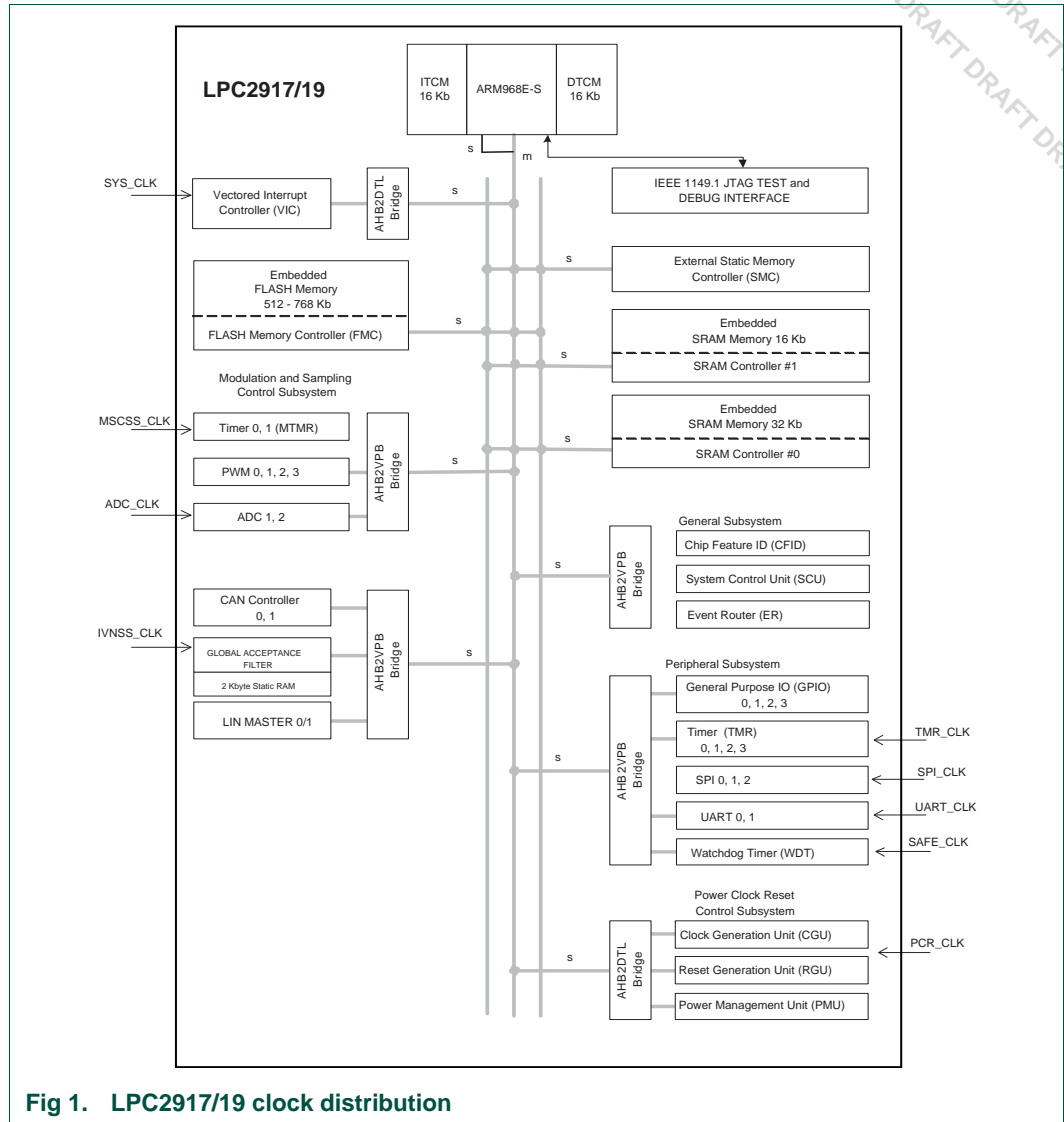 DRAFT DRAFT DRAFT
DRAFT
LPC2917/19
ITCM
16 Kb
ARM968E-S
DTCM
16 Kb
s
m
SYS_CLK
Vectored Interrupt
Controller (VIC)
AHB2DTL
Bridge
s
IEEE 1149.1 JTAG TEST and
DEBUG INTERFACE
s
External Static Memory
Controller (SMC)
Embedded
FLASH Memory
512 - 768 Kb
FLASH Memory Controller (FMC)
s
Embedded
SRAM Memory 16 Kb
SRAM Controller #1
s
Modulation and Sampling
Control Subsystem
MSCSS_CLK
Timer 0, 1 (MTMR)
PWM 0, 1, 2, 3
ADC_CLK
ADC 1, 2
AHB2VPB
Bridge
s
Embedded
SRAM Memory 32 Kb
SRAM Controller #0
General Subsystem
s
AHB2VPB
Bridge
Chip Feature ID (CFID)
System Control Unit (SCU)
Event Router (ER)
CAN Controller
0, 1
IVNSS_CLK
GLOBAL ACCEPTANCE
FILTER
2 Kbyte Static RAM
LIN MASTER 0/1
AHB2VPB
Bridge
s
Peripheral Subsystem
s
AHB2VPB
Bridge
General Purpose IO (GPIO)
0, 1, 2, 3
Timer (TMR)
0, 1, 2, 3
TMR_CLK
SPI 0, 1, 2
SPI_CLK
UART 0, 1
UART_CLK
Watchdog Timer (WDT)
SAFE_CLK
Power Clock Reset
Control Subsystem
s
AHB2DTL
Bridge
Clock Generation Unit (CGU)
PCR_CLK
Reset Generation Unit (RGU)
Power Management Unit (PMU)
Fig 1. LPC2917/19 clock distribution